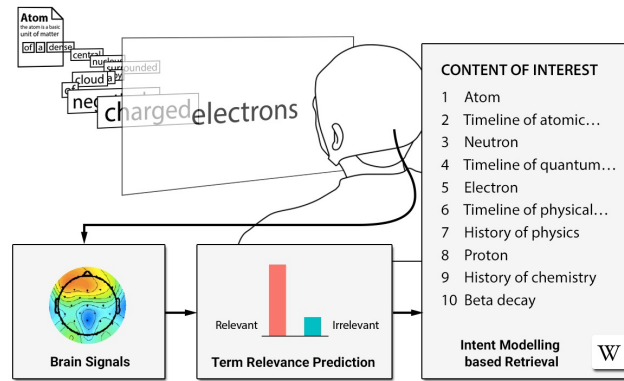 Atom
the atom is a basic
unit of matter
of a dense
central
nucleus
surrounded
cloud
a
by
of
charged
electrons
CONTENT OF INTEREST
1 Atom
2 Timeline of atomic...
3 Neutron
4 Timeline of quantum...
5 Electron
6 Timeline of physical...
7 History of physics
8 Proton
9 History of chemistry
10 Beta decay
Intent Modelling
based Retrieval
W
Relevant
Irrelevant
Brain Signals
Term Relevance Prediction